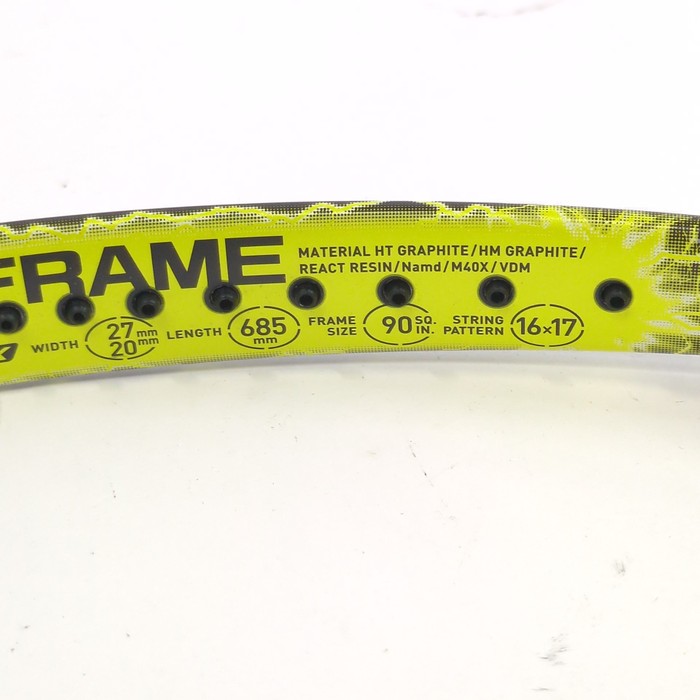 FRAME
MATERIAL HT GRAPHITE/HM GRAPHITE/
REACT RESIN/Namd/M40X/VDM
WIDTH 27mm 20mm LENGTH 685 mm FRAME SIZE 90 SQ. IN. STRING PATTERN 16×17